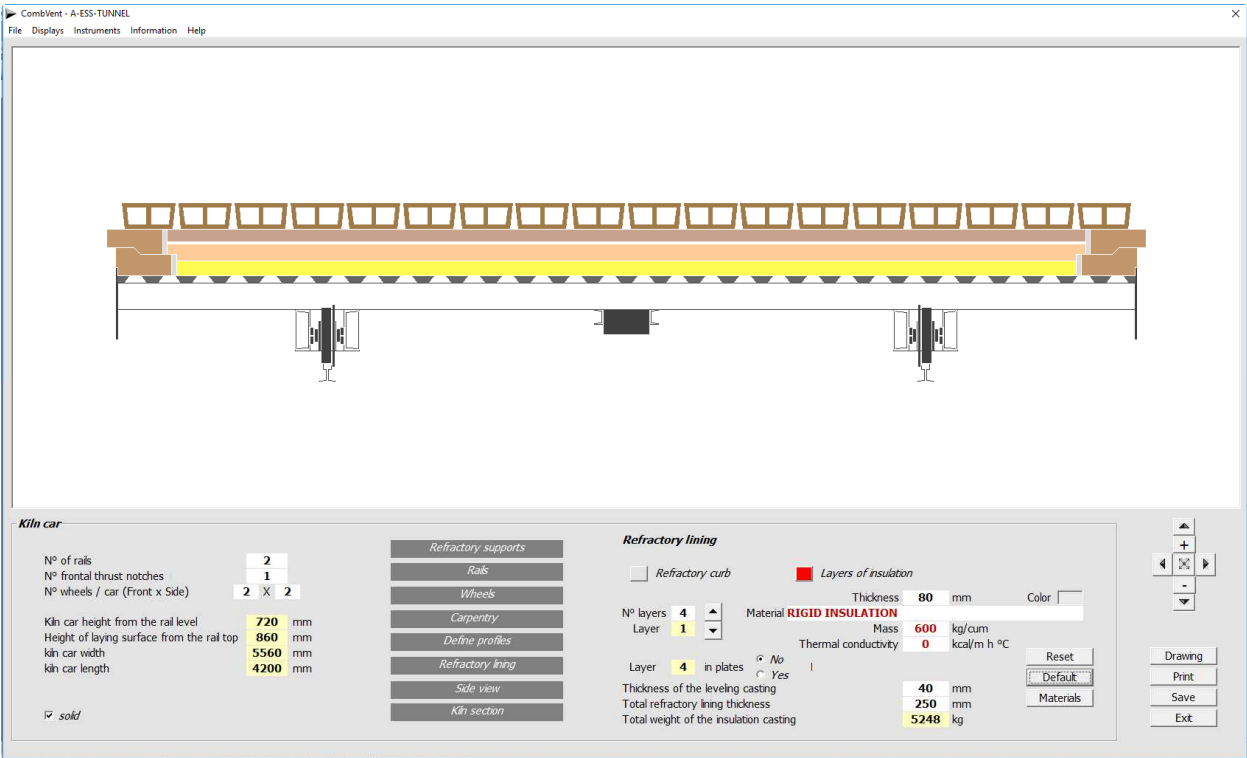 CombVent - A-ESS-TUNNEL
File Displays Instruments Information Help
Kiln car
Nº of rails 2
Nº frontal thrust notches 1
Nº wheels / car (Front x Side) 2 X 2
Kiln car height from the rail level 720 mm
Height of laying surface from the rail top 860 mm
kiln car width 5560 mm
kiln car length 4200 mm
solid
Refractory supports
Rails
Wheels
Carpentry
Define profiles
Refractory lining
Side view
Kiln section
Refractory lining
Refractory curb Layers of insulation
Thickness 80 mm Color
Nº layers 4 Material RIGID INSULATION
Layer 1 Mass 600 kg/cum
Thermal conductivity 0 kcal/m h ºC
Layer 4 in plates No
Yes
Thickness of the leveling casting 40 mm
Total refractory lining thickness 250 mm
Total weight of the insulation casting 5248 kg
Reset
Default
Materials
+
-
Drawing
Print
Save
Exit